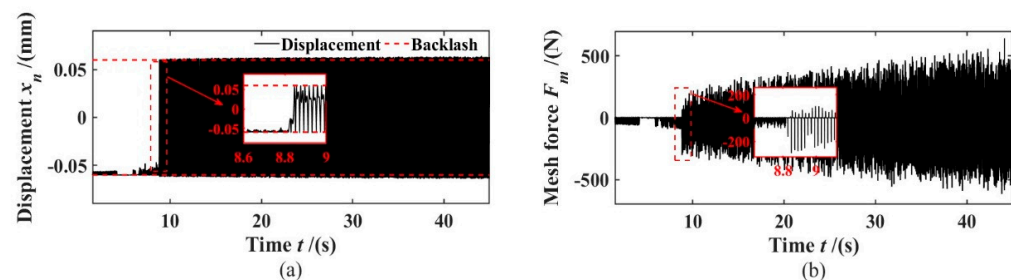 Displacement x_n /(mm)
0.05
0
-0.05
Displacement Backlash
0.05
0
-0.05
8.6 8.8 9
10 20 30 40
Time t /(s)
(a)
Mesh force F_m /(N)
500
0
-500
200
0
-200
8.8 9
10 20 30 40
Time t /(s)
(b)